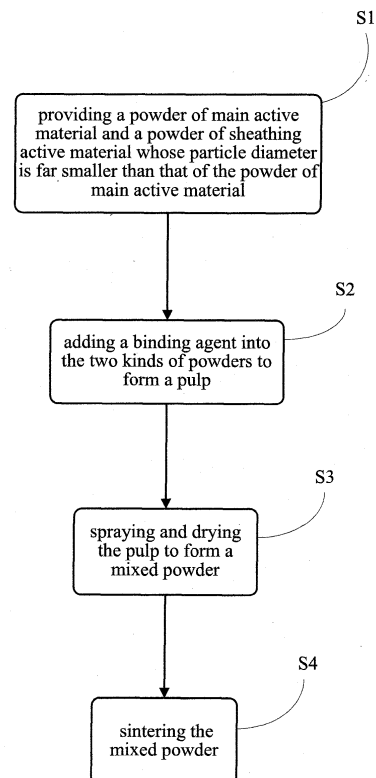 S1
providing a powder of main active
material and a powder of sheathing
active material whose particle diameter
is far smaller than that of the powder of
main active material
S2
adding a binding agent into
the two kinds of powders to
form a pulp
S3
spraying and drying
the pulp to form a
mixed powder
S4
sintering the
mixed powder